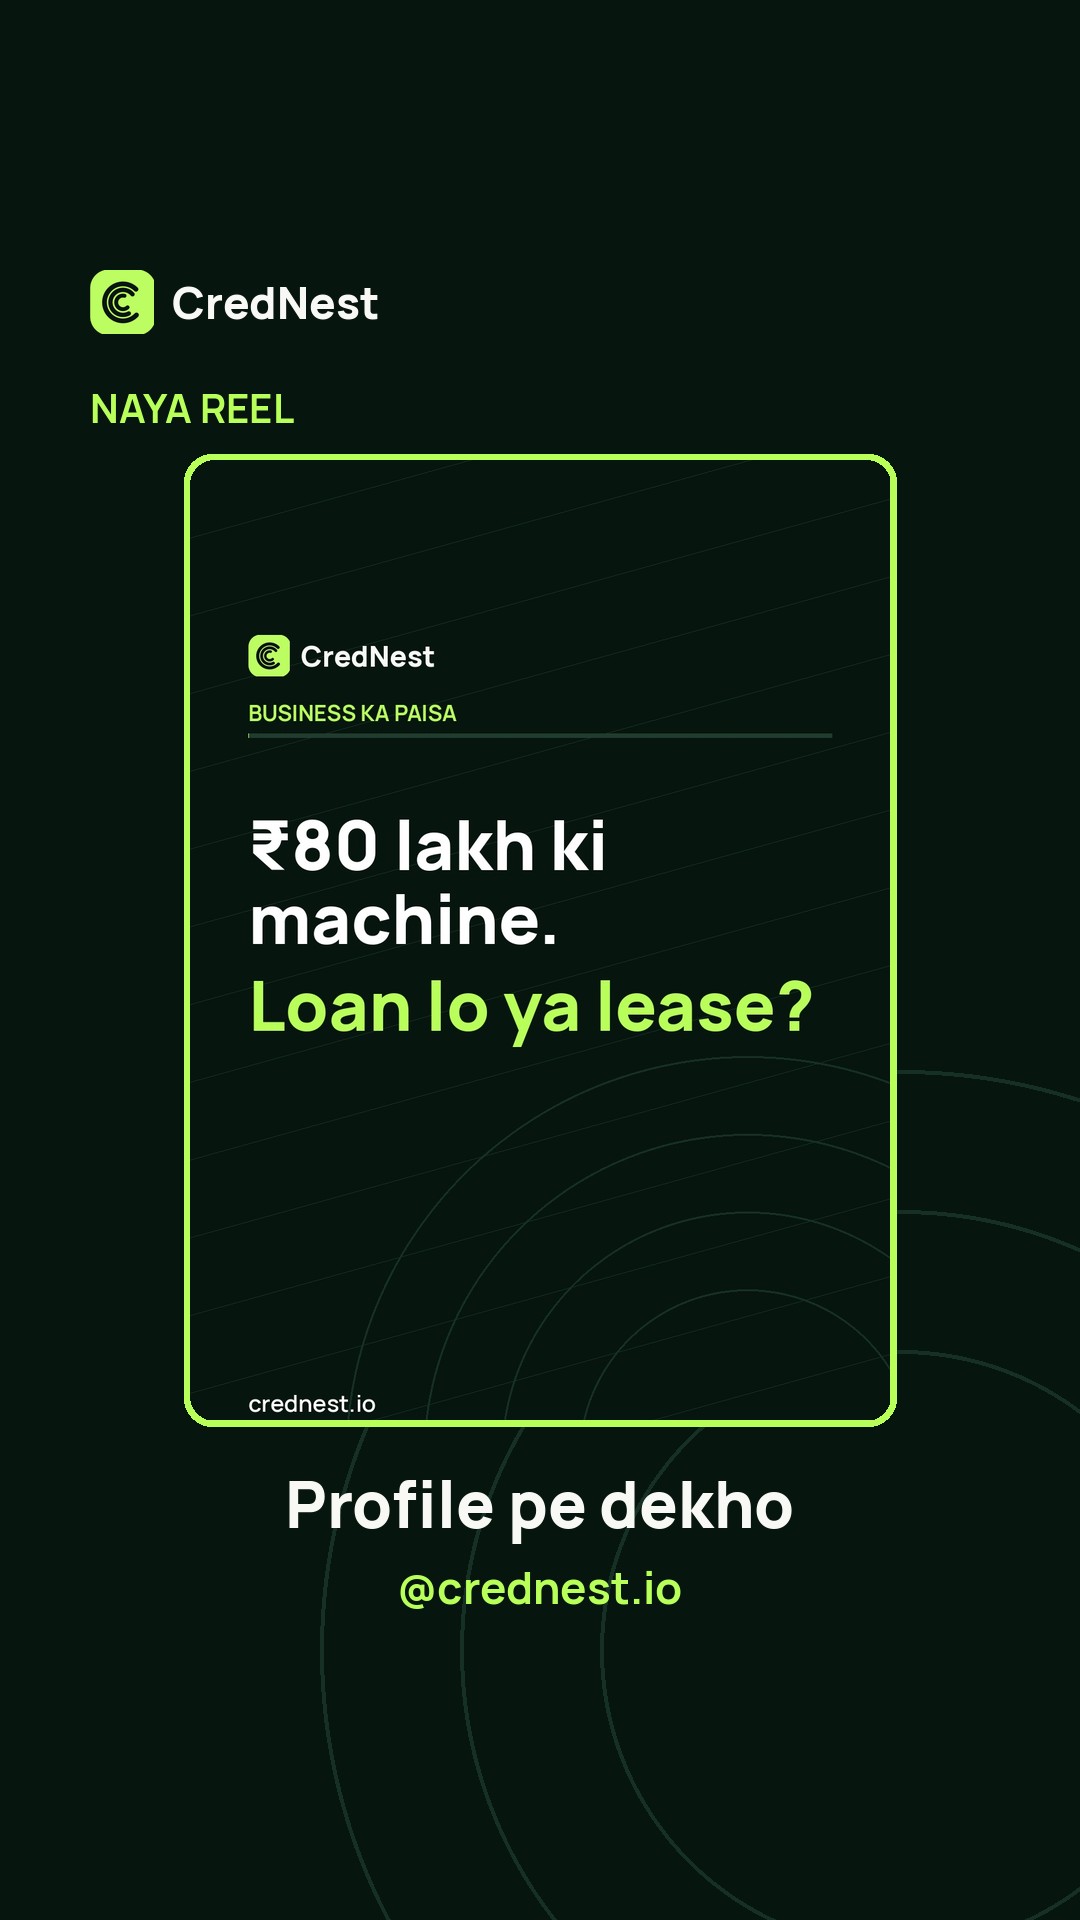 CredNest
NAYA REEL
CredNest
BUSINESS KA PAISA
₹80 lakh ki
machine.
Loan lo ya lease?
crednest.io
Profile pe dekho
@crednest.io